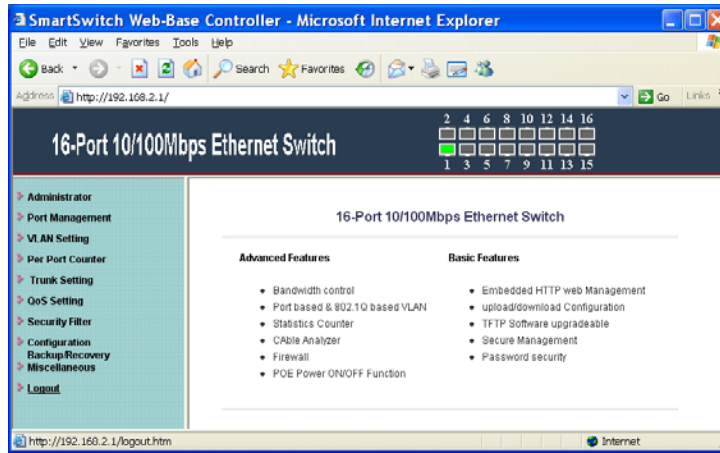 SmartSwitch Web-Base Controller - Microsoft Internet Explorer
File Edit View Favorites Tools Help
Back Search Favorites
Address http://192.168.2.1/ Go Links
16-Port 10/100Mbps Ethernet Switch
2 4 6 8 10 12 14 16
1 3 5 7 9 11 13 15
Administrator
Port Management
VLAN Setting
Per Port Counter
Trunk Setting
QoS Setting
Security Filter
Configuration
Backup/Recovery
Miscellaneous
Logout
16-Port 10/100Mbps Ethernet Switch
Advanced Features
Bandwidth control
Port based & 802.1Q based VLAN
Statistics Counter
CAble Analyzer
Firewall
POE Power ON/OFF Function
Basic Features
Embedded HTTP web Management
upload/download Configuration
TFTP Software upgradeable
Secure Management
Password security
http://192.168.2.1/logout.htm Internet